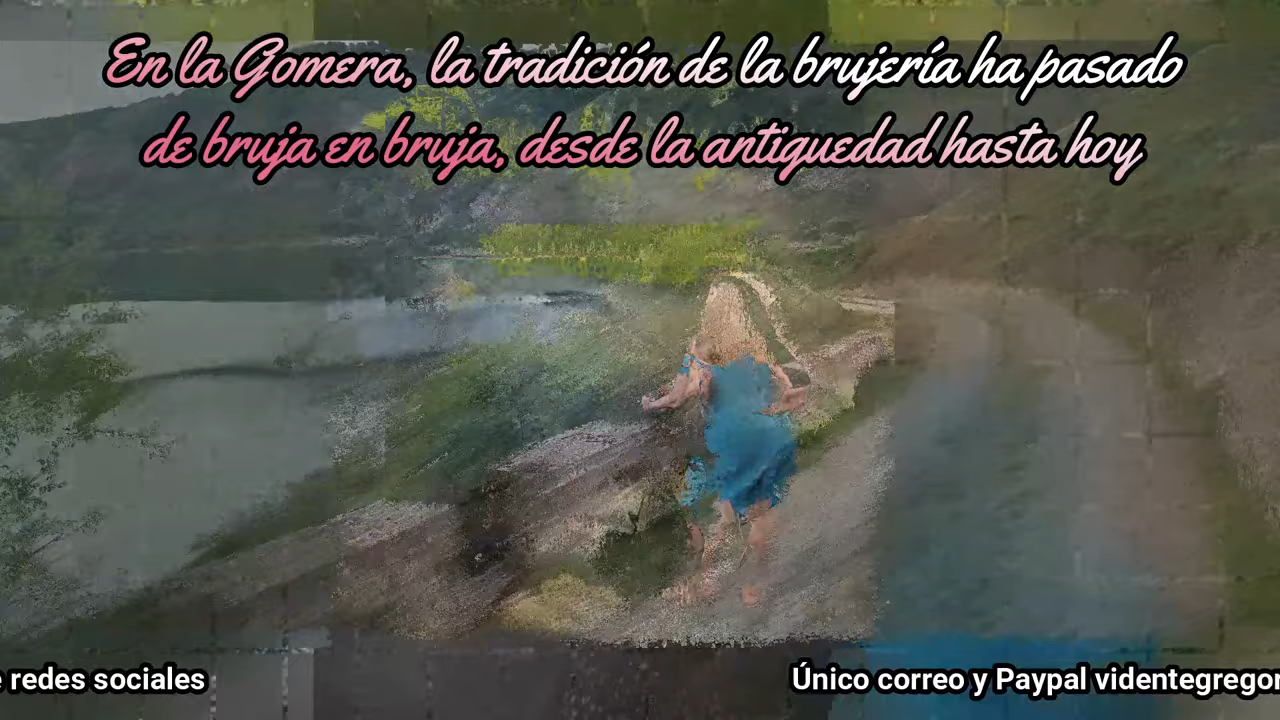 En la Gomera, la tradición de la brujería ha pasado
de bruja en bruja, desde la antiguedad hasta hoy
redes sociales
Único correo y Paypal videntegregor